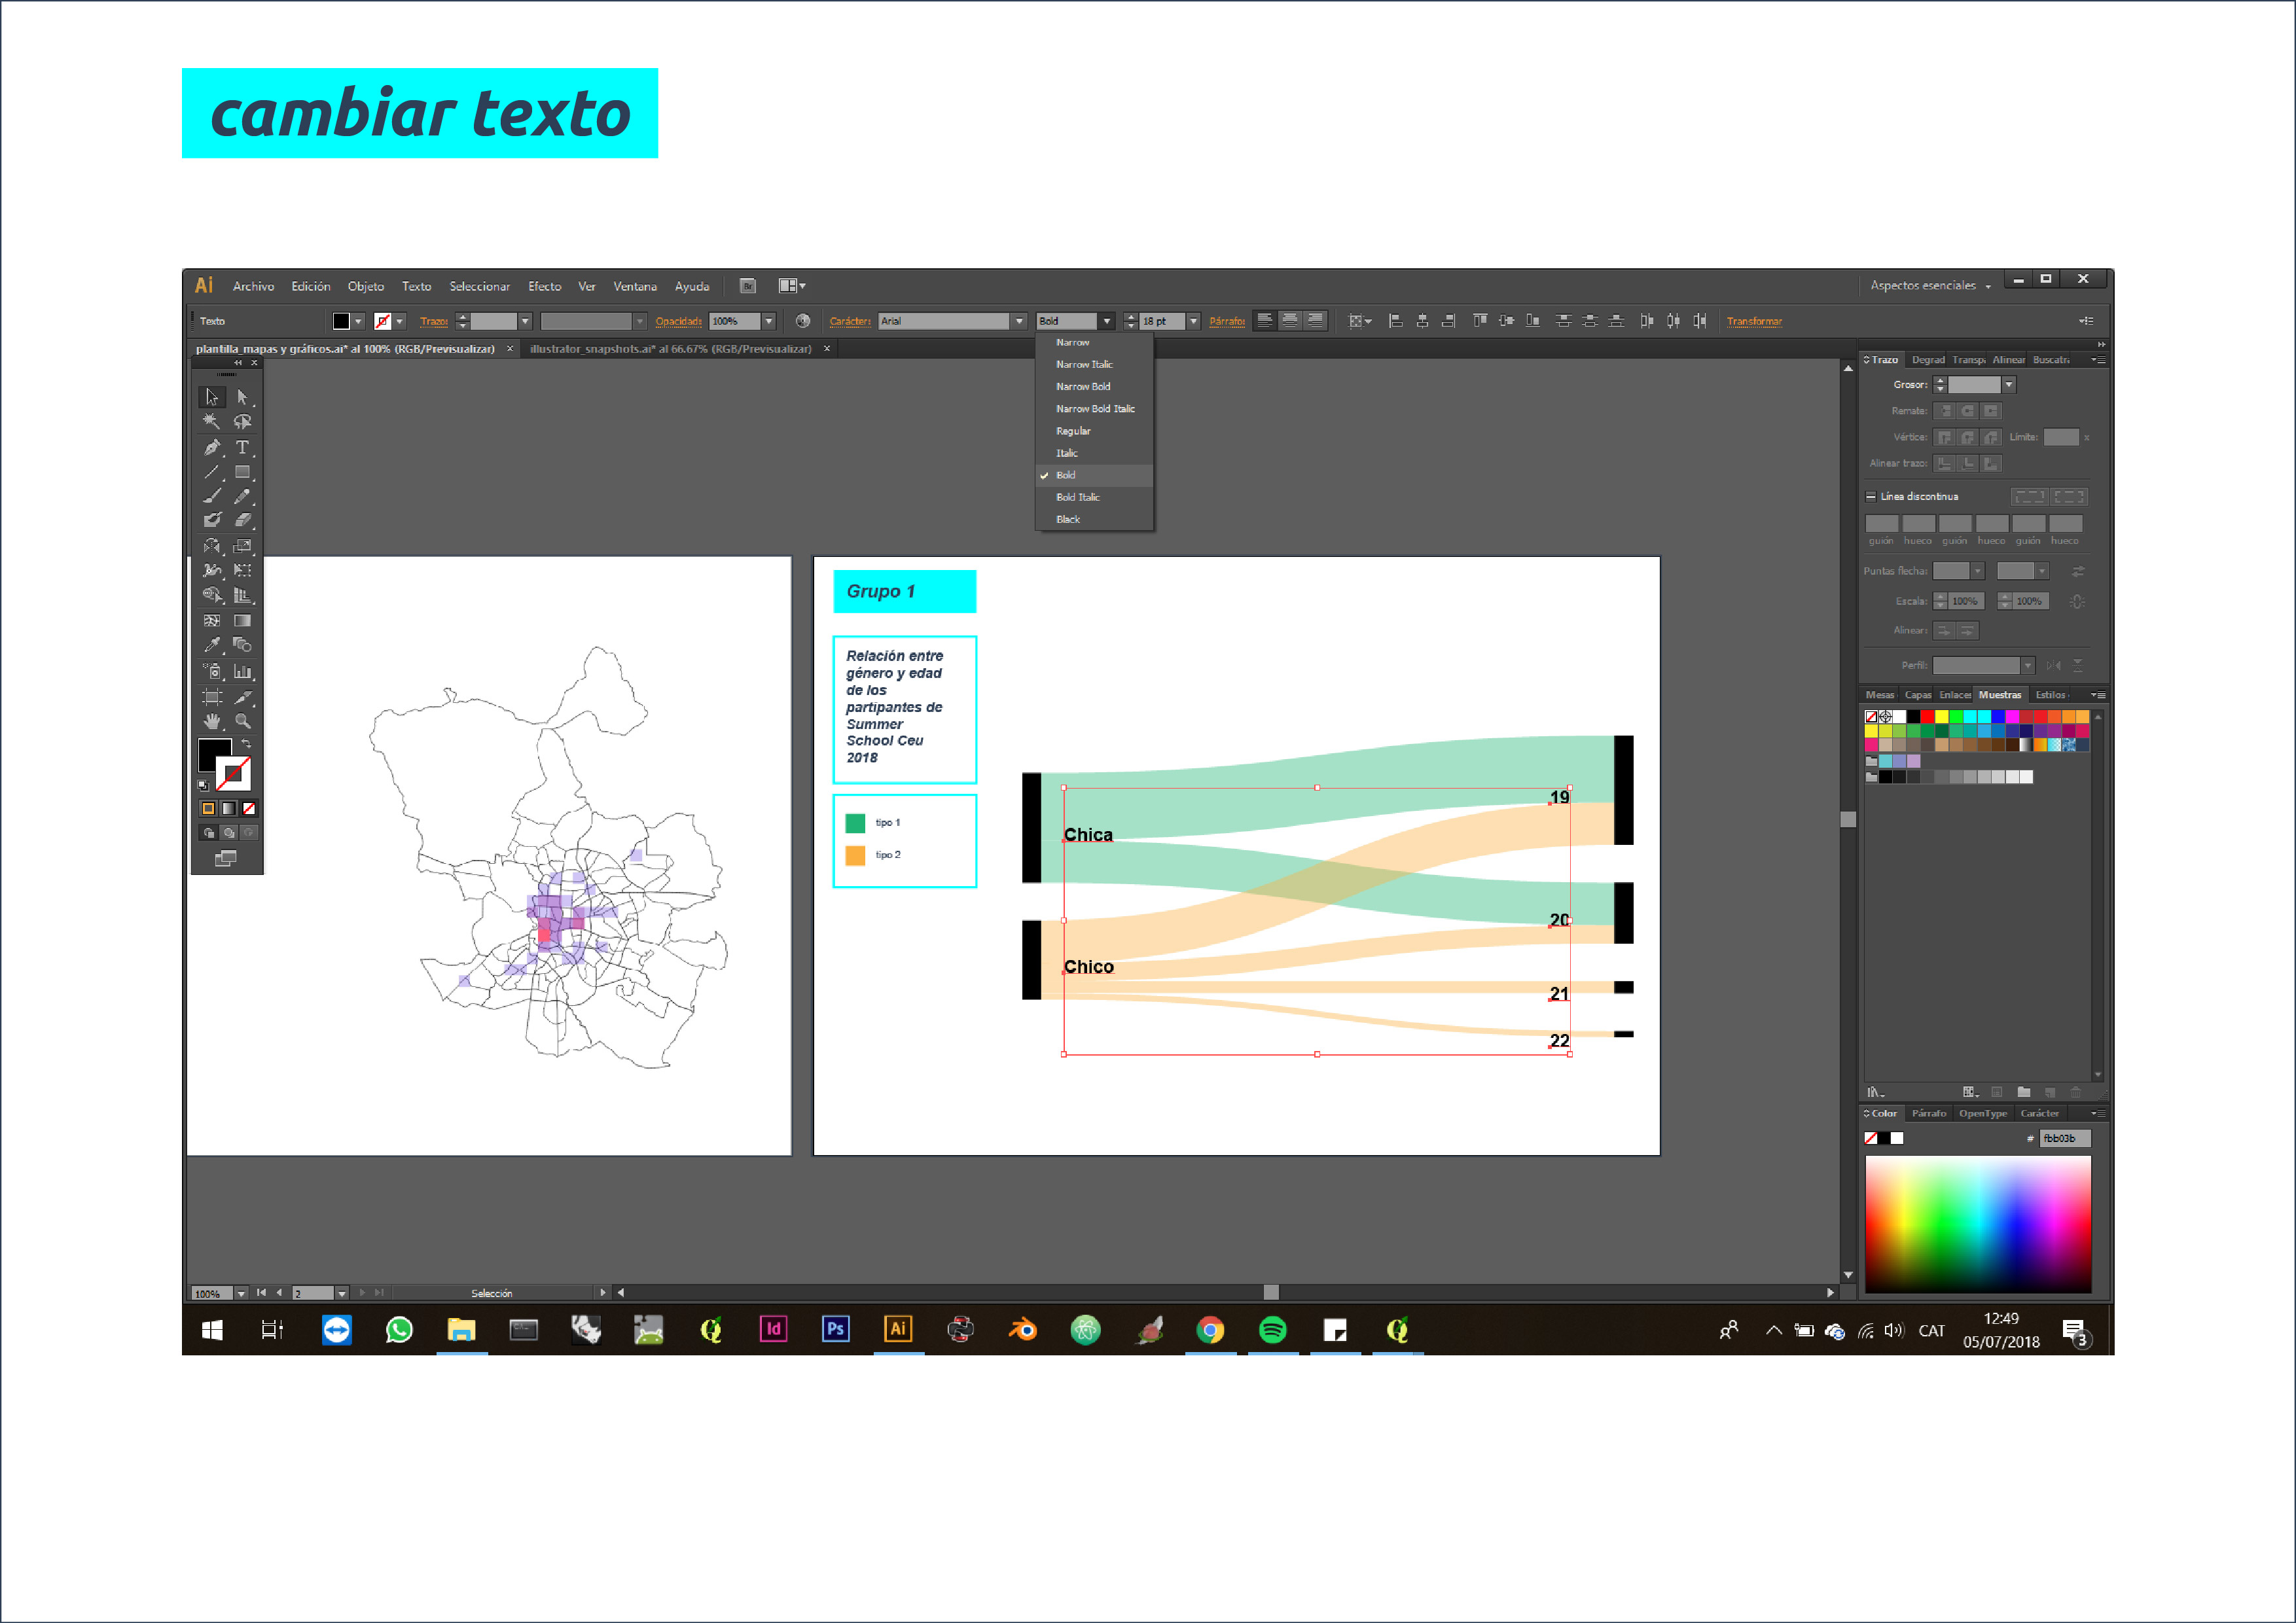 cambiar texto
Ai Archivo Edición Objeto Texto Seleccionar Efecto Ver Ventana Ayuda Br Aspectos esenciales
Texto Trazo: Opacidad: 100% Carácter: Arial Bold 18 pt Párrafo: Transformar
plantilla_mapas y gráficos.ai* al 100% (RGB/Previsualizar) × illustrator_snapshots.ai* al 66.67% (RGB/Previsualizar) ×
Narrow
Narrow Italic
Narrow Bold
Narrow Bold Italic
Regular
Italic
Bold
Bold Italic
Black
Grupo 1
Relación entre
género y edad
de los
partipantes de
Summer
School Ceu
2018
tipo 1
tipo 2
Chica
Chico
19
20
21
22
Trazo Degrad Transp. Alinear Buscatr.
Grosor:
Remate:
Vértice: Límite: x
Alinear trazo:
Línea discontinua
guión hueco guión hueco guión hueco
Puntas flecha:
Escala: 100% 100%
Alinear:
Perfil:
Mesas Capas Enlaces Muestras Estilos
Color Párrafo OpenType Carácter
# fbb03b
100% 2 Selección
Id Ps Ai CAT 12:49
05/07/2018 3